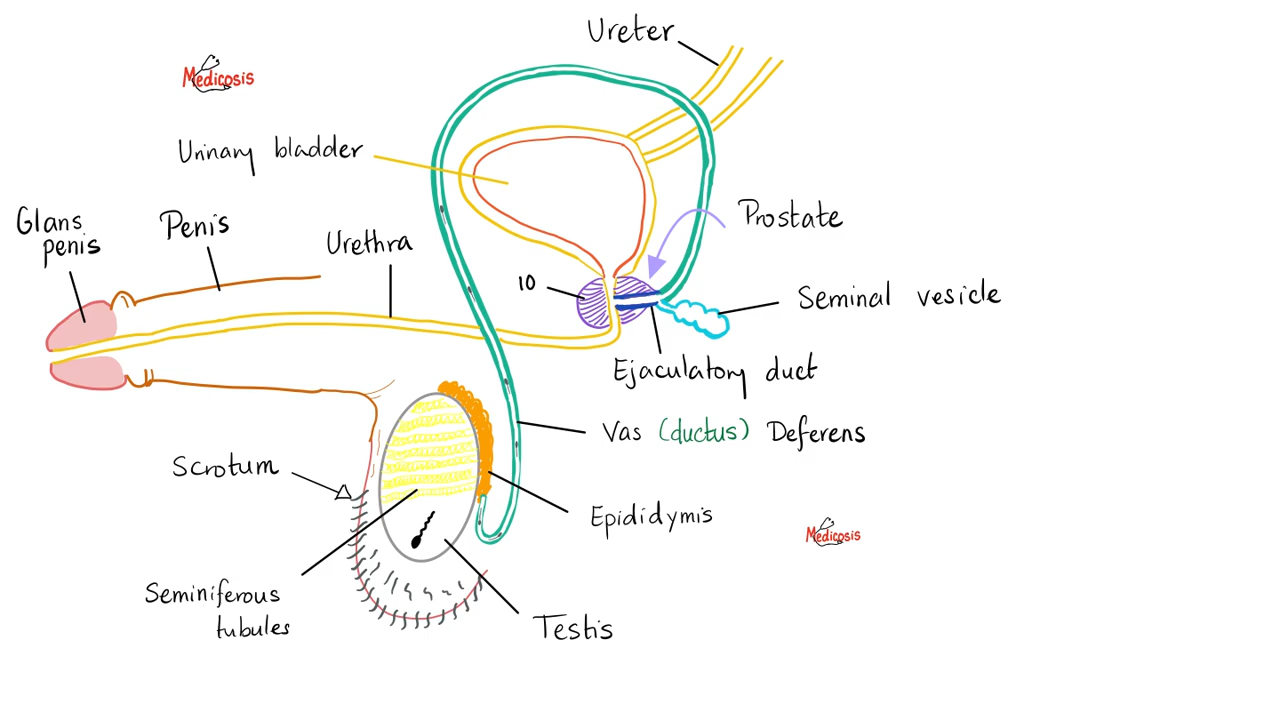 Ureter
Medicosis
Urinary bladder
Glans
penis
Penis
Urethra
Prostate
10
Seminal vesicle
Ejaculatory duct
Vas (ductus) Deferens
Scrotum
Epididymis
Medicosis
Seminiferous
tubules
Testis